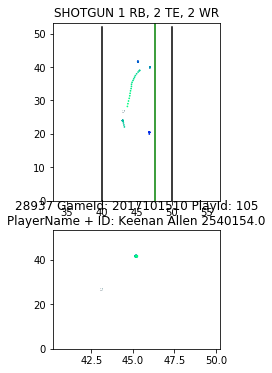 SHOTGUN 1 RB, 2 TE, 2 WR
50
40
30
20
10
0
35 40 45 50 55
28937 GameId: 2017101510 PlayId: 105
PlayerName + ID: Keenan Allen 2540154.0
40
20
0
42.5 45.0 47.5 50.0